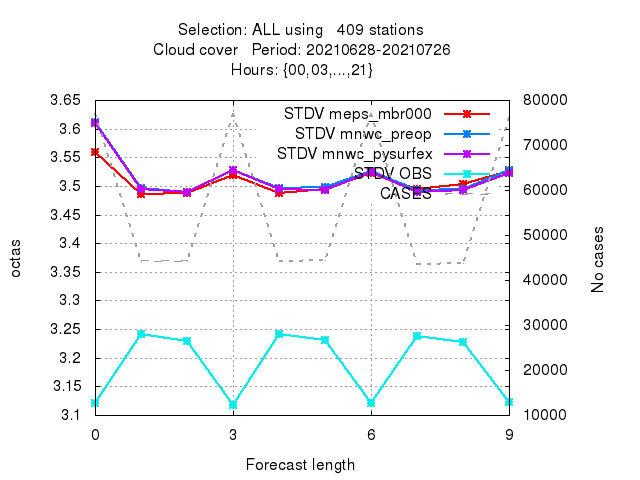 Selection: ALL using   409 stations
Cloud cover   Period: 20210628-20210726
Hours: {00,03,...,21}
STDV meps_mbr000
STDV mnwc_preop
STDV mnwc_pysurfex
STDV OBS
CASES
octas
3.65
3.6
3.55
3.5
3.45
3.4
3.35
3.3
3.25
3.2
3.15
3.1
80000
70000
60000
50000
40000
30000
20000
10000
No cases
0 3 6 9
Forecast length